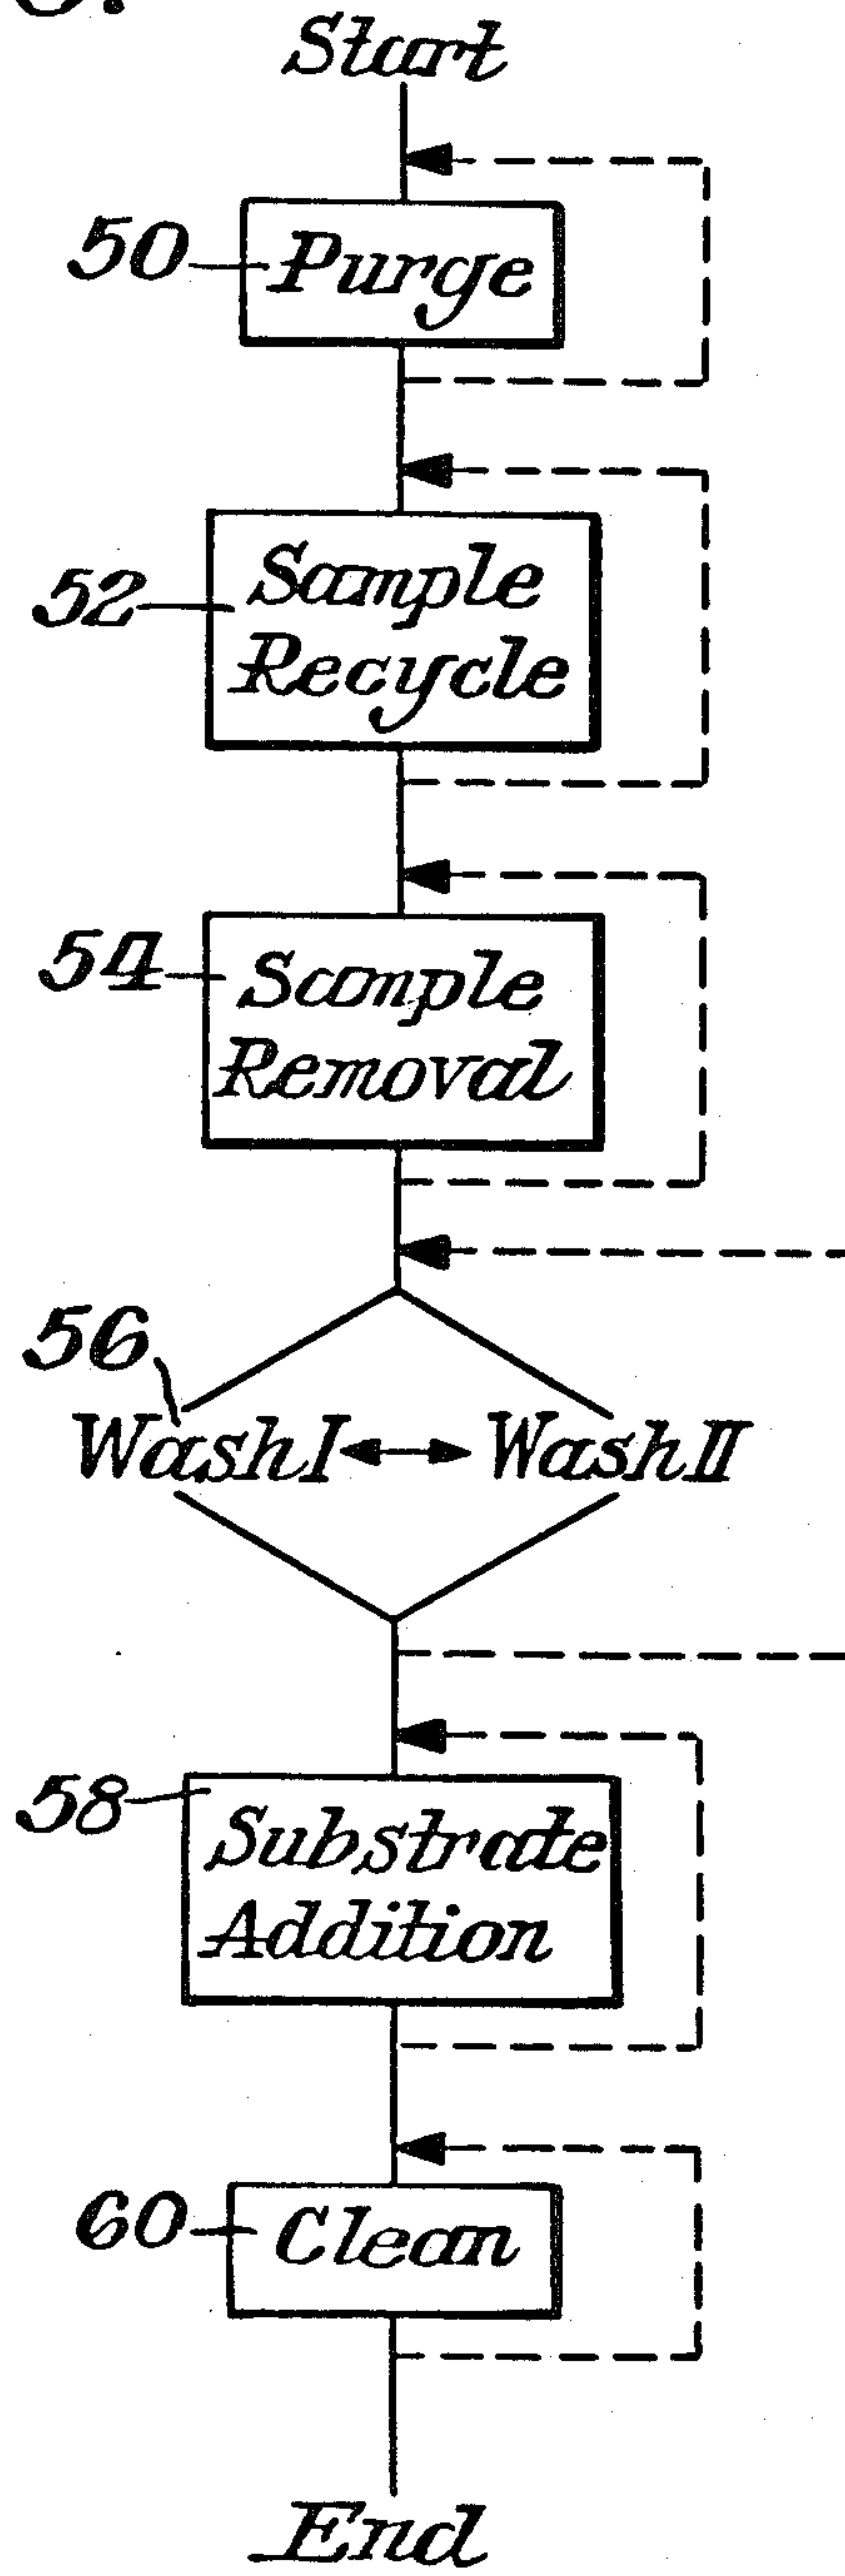 Start
50
Purge
52
Sample
Recycle
54
Sample
Removal
56
Wash I
Wash II
58
Substrate
Addition
60
Clean
End